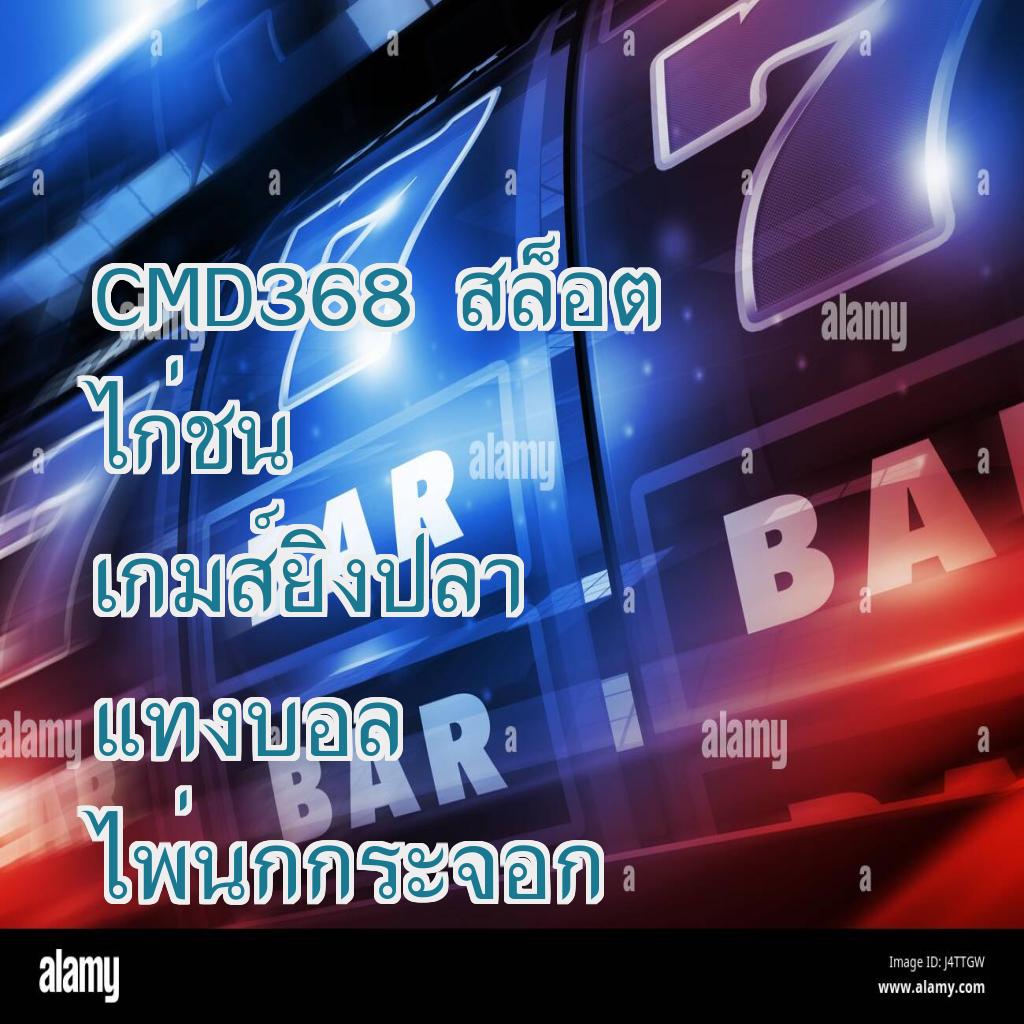 CMD368 สล็อต
ไก่ชน
เกมส์ยิงปลา
แทงบอล
ไพ่นกกระจอก
BAR
BAR
BAR
BAR
alamy
Image ID: J4TTGW
www.alamy.com